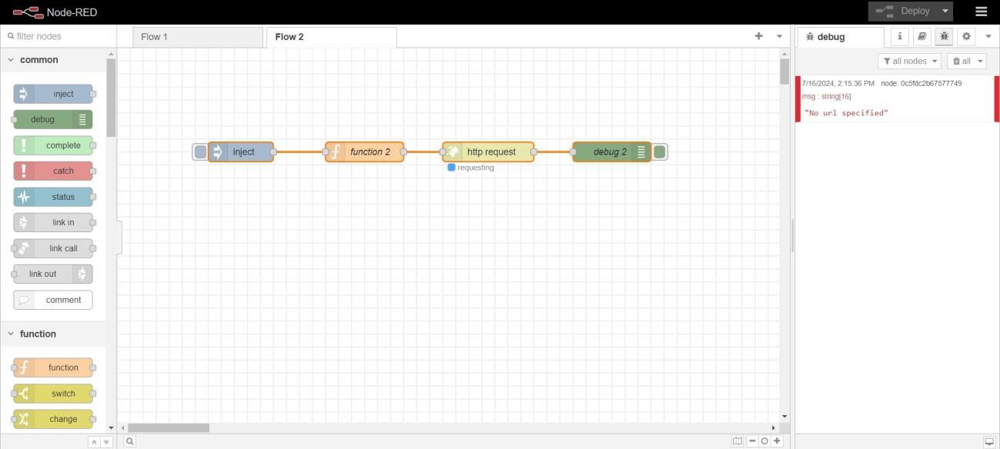 Node-RED
Deploy
filter nodes
Flow 1
Flow 2
debug
i
all nodes
all
common
inject
debug
complete
catch
status
link in
link call
link out
comment
function
function
switch
change
inject
function 2
http request
debug 2
requesting
7/16/2024, 2:15:36 PM node: 0c5fdc2b67577749
msg : string[16]
"No url specified"